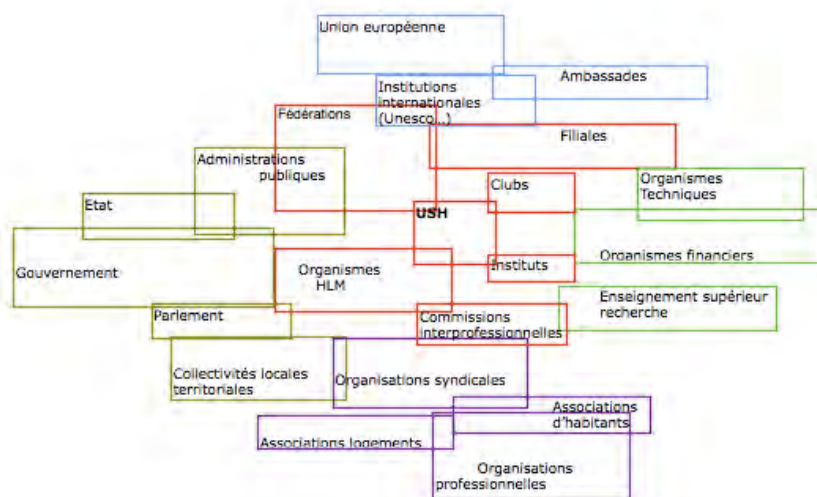 Union européenne
Ambassades
Institutions
internationales
(Unesco...)
Fédérations
Filiales
Administrations
publiques
Organismes
Techniques
Clubs
Etat
USH
Organismes financiers
Instituts
Gouvernement
Organismes
HLM
Enseignement supérieur
recherche
Parlement
Commissions
interprofessionnelles
Collectivités locales
territoriales
Organisations syndicales
Associations
d'habitants
Associations logements
Organisations
professionnelles